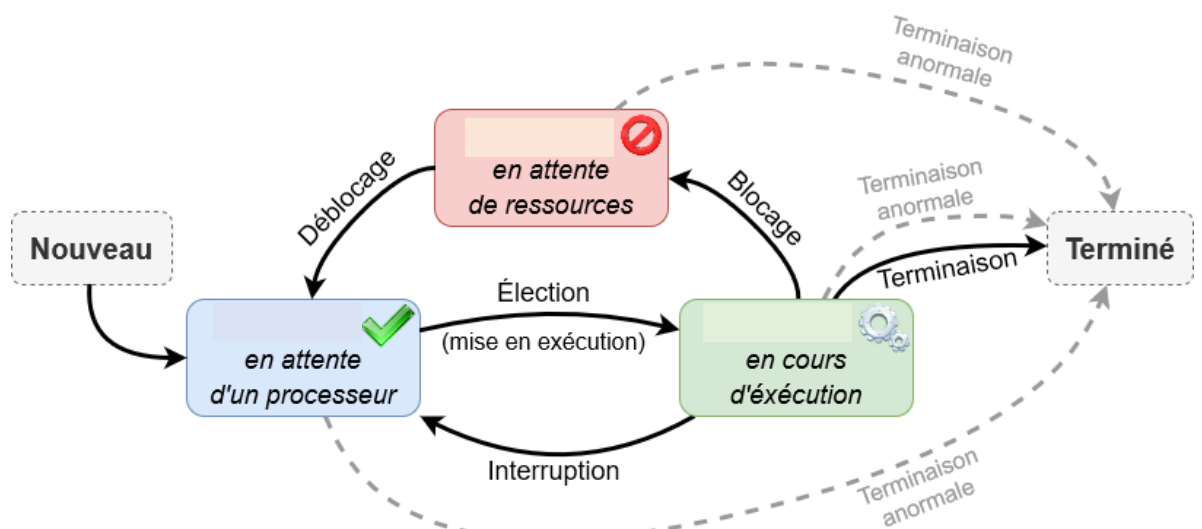 Terminaison
anormale
en attente
de ressources
Déblocage
Blocage
Terminaison
anormale
Nouveau
Terminé
Terminaison
Élection
(mise en exécution)
en attente
d'un processeur
en cours
d'éxécution
Interruption
Terminaison
anormale